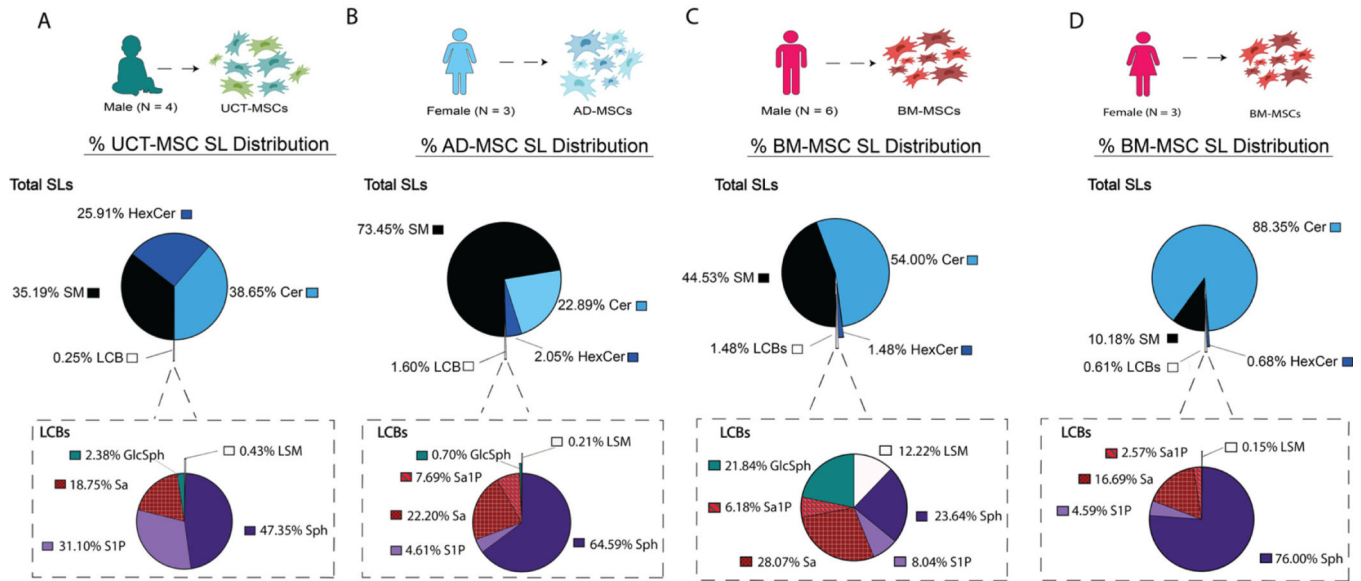 A
Male (N = 4)
UCT-MSCs
% UCT-MSC SL Distribution
Total SLs
25.91% HexCer
35.19% SM
38.65% Cer
0.25% LCB
LCBs
2.38% GlcSph
0.43% LSM
18.75% Sa
31.10% S1P
47.35% Sph
B
Female (N = 3)
AD-MSCs
% AD-MSC SL Distribution
Total SLs
73.45% SM
22.89% Cer
2.05% HexCer
1.60% LCB
LCBs
0.70% GlcSph
0.21% LSM
7.69% Sa1P
22.20% Sa
4.61% S1P
64.59% Sph
C
Male (N = 6)
BM-MSCs
% BM-MSC SL Distribution
Total SLs
54.00% Cer
44.53% SM
1.48% LCBs
1.48% HexCer
LCBs
12.22% LSM
21.84% GlcSph
6.18% Sa1P
23.64% Sph
28.07% Sa
8.04% S1P
D
Female (N = 3)
BM-MSCs
% BM-MSC SL Distribution
Total SLs
88.35% Cer
10.18% SM
0.61% LCBs
0.68% HexCer
LCBs
2.57% Sa1P
0.15% LSM
16.69% Sa
4.59% S1P
76.00% Sph